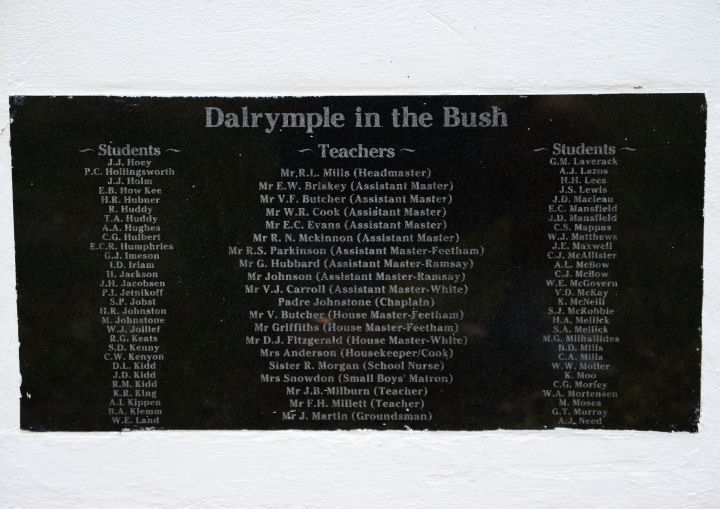 Dalrymple in the Bush
~ Students ~
J.J. Hoey
P.C. Hollingsworth
J.J. Holm
E.B. How Kee
H.R. Hubner
R. Huddy
T.A. Huddy
A.A. Hughes
C.G. Hulbert
E.C.R. Humphries
G.J. Imeson
I.D. Irlam
H. Jackson
J.H. Jacobsen
P.I. Jetnikoff
S.P. Jobst
H.R. Johnston
M. Johnstone
W.J. Jollief
R.G. Keats
S.D. Kenny
C.W. Kenyon
D.L. Kidd
J.D. Kidd
R.M. Kidd
K.R. King
A.I. Kippen
B.A. Klemm
W.E. Land
~ Teachers ~
Mr.R.L. Mills (Headmaster)
Mr E.W. Briskey (Assistant Master)
Mr V.F. Butcher (Assistant Master)
Mr W.R. Cook (Assistant Master)
Mr E.C. Evans (Assistant Master)
Mr R. N. Mckinnon (Assistant Master)
Mr R.S. Parkinson (Assistant Master-Feetham)
Mr G. Hubbard (Assistant Master-Ramsay)
Mr Johnson (Assistant Master-Ramsay)
Mr V.J. Carroll (Assistant Master-White)
Padre Johnstone (Chaplain)
Mr V. Butcher (House Master-Feetham)
Mr Griffiths (House Master-Feetham)
Mr D.J. Fitzgerald (House Master-White)
Mrs Anderson (Housekeeper/Cook)
Sister R. Morgan (School Nurse)
Mrs Snowdon (Small Boys' Matron)
Mr J.B. Milburn (Teacher)
Mr F.H. Millett (Teacher)
Mr J. Martin (Groundsman)
~ Students ~
G.M. Laverack
A.J. Lazos
H.H. Lees
J.S. Lewis
J.D. Maclean
E.C. Mansfield
J.D. Mansfield
C.S. Mappas
W.J. Matthews
J.E. Maxwell
C.J. McAllister
A.L. McBow
C.J. McBow
W.E. McGovern
V.D. McKay
K. McNeill
S.J. McRobbie
H.A. Mellick
S.A. Mellick
M.G. Milhailides
B.D. Mills
C.A. Mills
W.W. Moller
K. Moo
C.G. Morley
W.A. Mortensen
M. Moses
G.T. Murray
A.J. Need